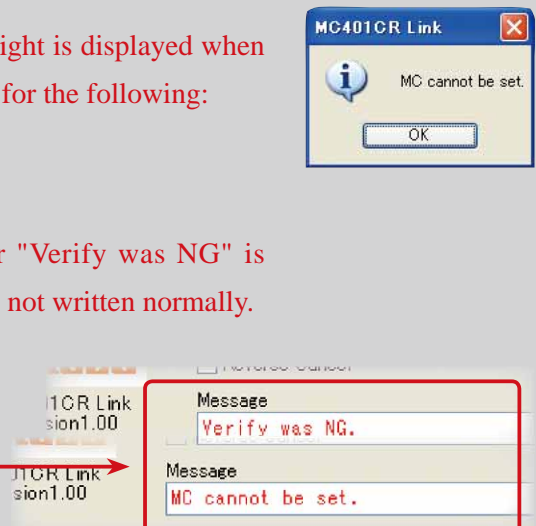 ight is displayed when
for the following:
MC401CR Link
MC cannot be set.
OK
r "Verify was NG" is
not written normally.
1CR Link
sion1.00
Message
Verify was NG.
1CR Link
sion1.00
Message
MC cannot be set.